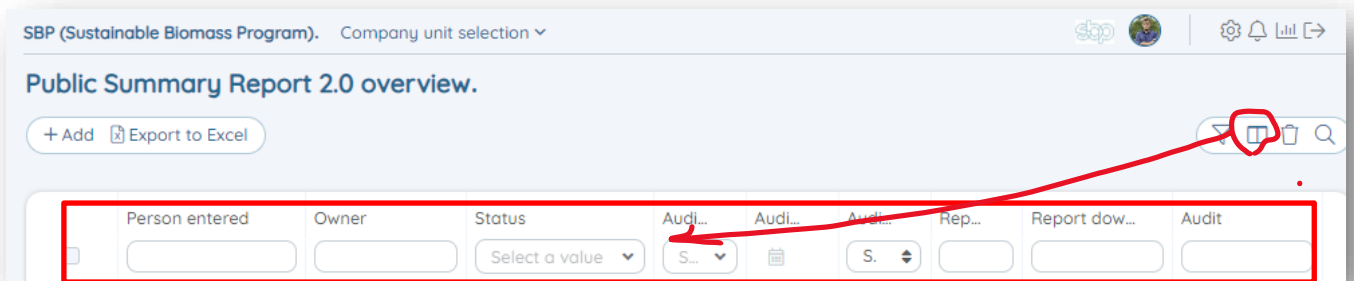 SBP (Sustainable Biomass Program). Company unit selection
sbp
Public Summary Report 2.0 overview.
+ Add Export to Excel
Person entered Owner Status Audi... Audi... Audi... Rep... Report dow... Audit
Select a value S... S.